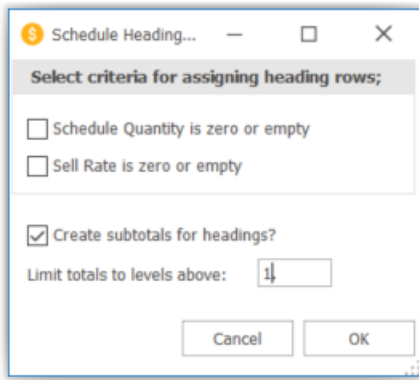 $ Schedule Heading...
Select criteria for assigning heading rows;
Schedule Quantity is zero or empty
Sell Rate is zero or empty
Create subtotals for headings?
Limit totals to levels above: 1
Cancel OK